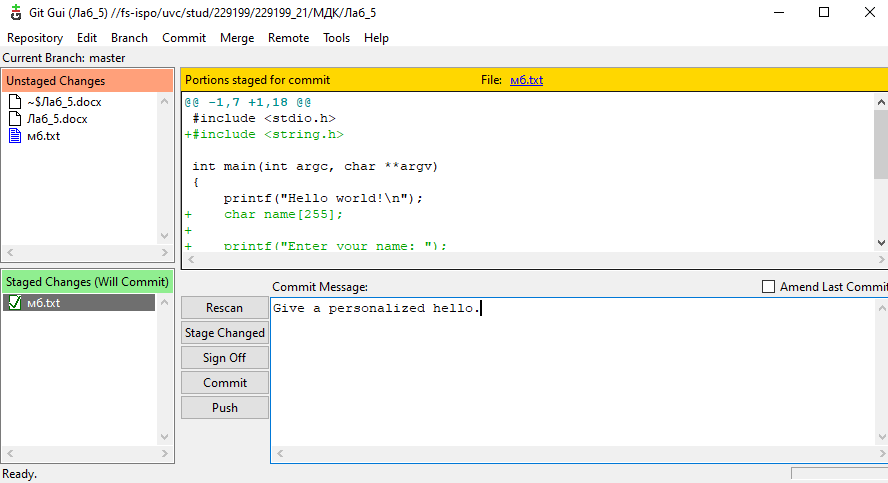 Git Gui (Лаб_5) //fs-ispo/uvc/stud/229199/229199_21/МДК/Лаб_5
Repository Edit Branch Commit Merge Remote Tools Help
Current Branch: master
Unstaged Changes
~$Лаб_5.docx
Лаб_5.docx
мб.txt
Portions staged for commit File: мб.txt
@@ -1,7 +1,18 @@
 #include <stdio.h>
+#include <string.h>
 int main(int argc, char **argv)
 {
     printf("Hello world!\n");
+    char name[255];
+
+    printf("Enter your name: ");
Staged Changes (Will Commit)
мб.txt
Rescan
Stage Changed
Sign Off
Commit
Push
Commit Message: Amend Last Commit
Give a personalized hello.
Ready.